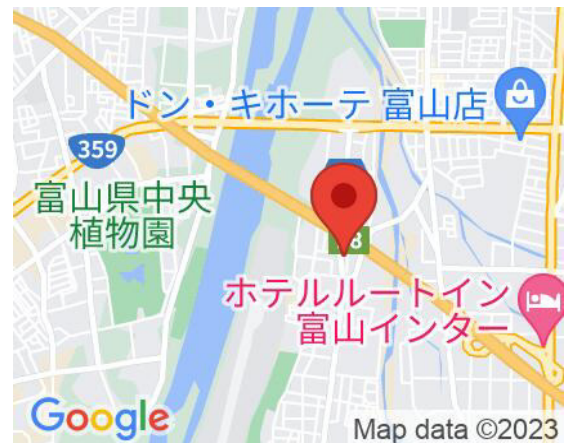 ドン・キホーテ 富山店
359
富山県中央
植物園
8
ホテルルートイン
富山インター
Google
Map data ©2023